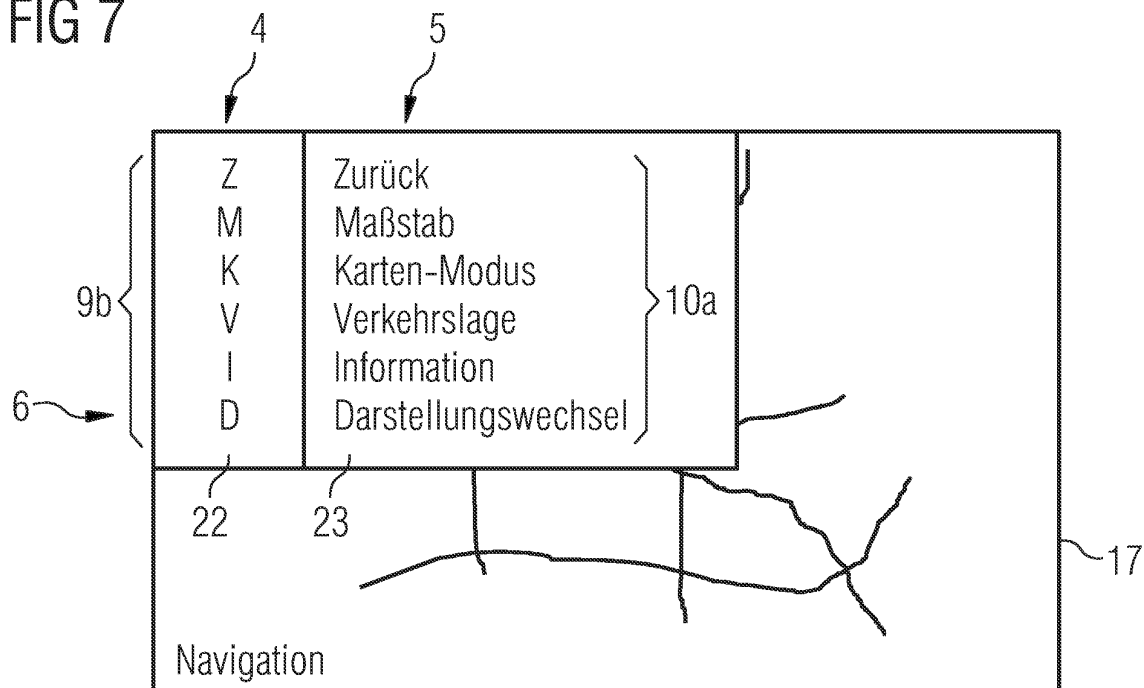 FIG 7
4 5
Z Zurück
M Maßstab
K Karten-Modus
9b V Verkehrslage 10a
I Information
6 D Darstellungswechsel
22 23
17
Navigation